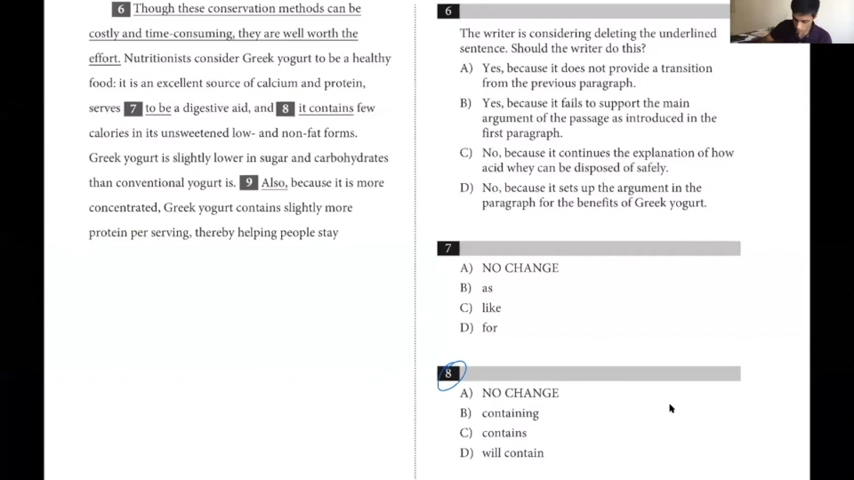 6 Though these conservation methods can be
costly and time-consuming, they are well worth the
effort. Nutritionists consider Greek yogurt to be a healthy
food: it is an excellent source of calcium and protein,
serves 7 to be a digestive aid, and 8 it contains few
calories in its unsweetened low- and non-fat forms.
Greek yogurt is slightly lower in sugar and carbohydrates
than conventional yogurt is. 9 Also, because it is more
concentrated, Greek yogurt contains slightly more
protein per serving, thereby helping people stay
6
The writer is considering deleting the underlined
sentence. Should the writer do this?
A) Yes, because it does not provide a transition
from the previous paragraph.
B) Yes, because it fails to support the main
argument of the passage as introduced in the
first paragraph.
C) No, because it continues the explanation of how
acid whey can be disposed of safely.
D) No, because it sets up the argument in the
paragraph for the benefits of Greek yogurt.
7
A) NO CHANGE
B) as
C) like
D) for
8
A) NO CHANGE
B) containing
C) contains
D) will contain